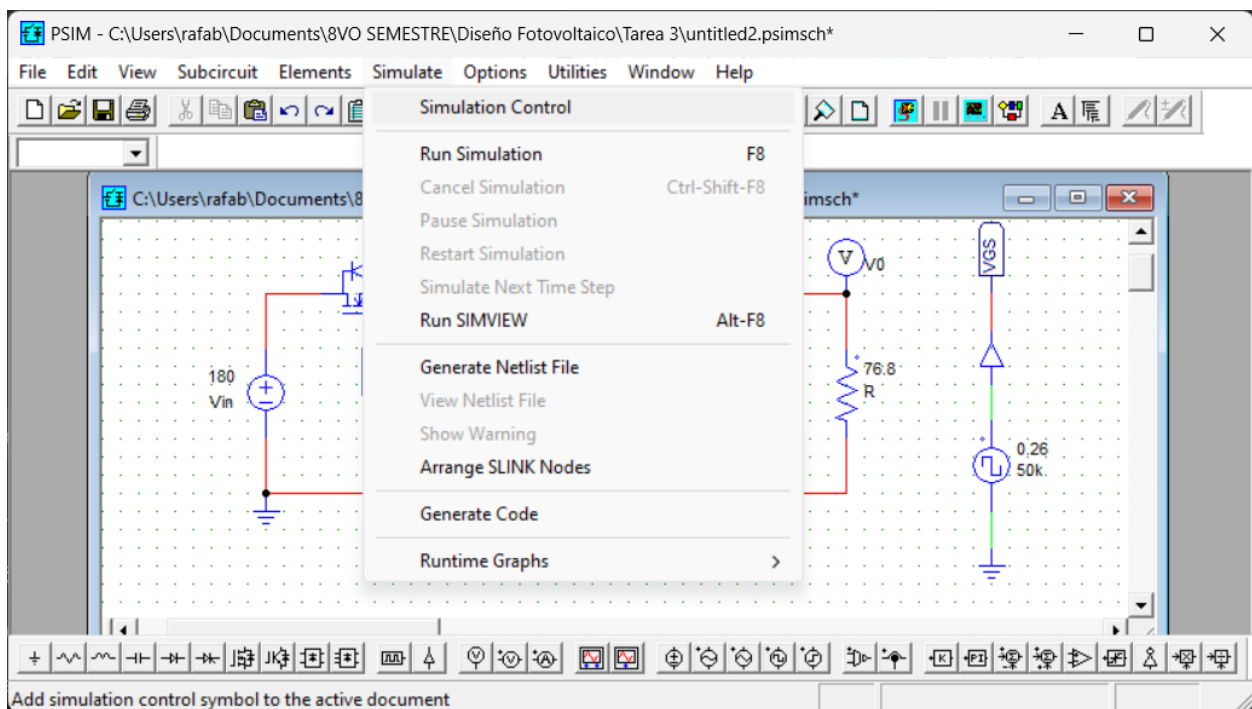 PSIM - C:\Users\rafab\Documents\8VO SEMESTRE\Diseño Fotovoltaico\Tarea 3\untitled2.psimsch*
File Edit View Subcircuit Elements Simulate Options Utilities Window Help
Simulation Control
Run Simulation F8
Cancel Simulation Ctrl-Shift-F8
Pause Simulation
Restart Simulation
Simulate Next Time Step
Run SIMVIEW Alt-F8
Generate Netlist File
View Netlist File
Show Warning
Arrange SLINK Nodes
Generate Code
Runtime Graphs
C:\Users\rafab\Documents\8
imsch*
180
Vin
V
V0
76.8
R
VGS
0.26
50k
A
K
PI
V
V
A
Add simulation control symbol to the active document